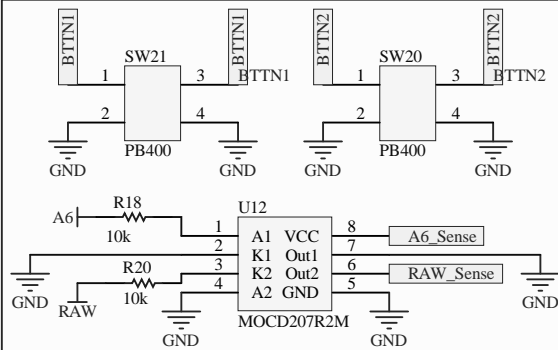 BTTN1
BTTN1
BTTN2
BTTN2
SW21
SW20
1
3
BTTN1
1
3
BTTN2
2
4
2
4
PB400
PB400
GND
GND
GND
GND
R18
U12
A6
10k
1
A1
VCC
8
A6_Sense
2
K1
Out1
7
R20
3
K2
Out2
6
RAW_Sense
10k
4
A2
GND
5
GND
RAW
MOCD207R2M
GND
GND
GND